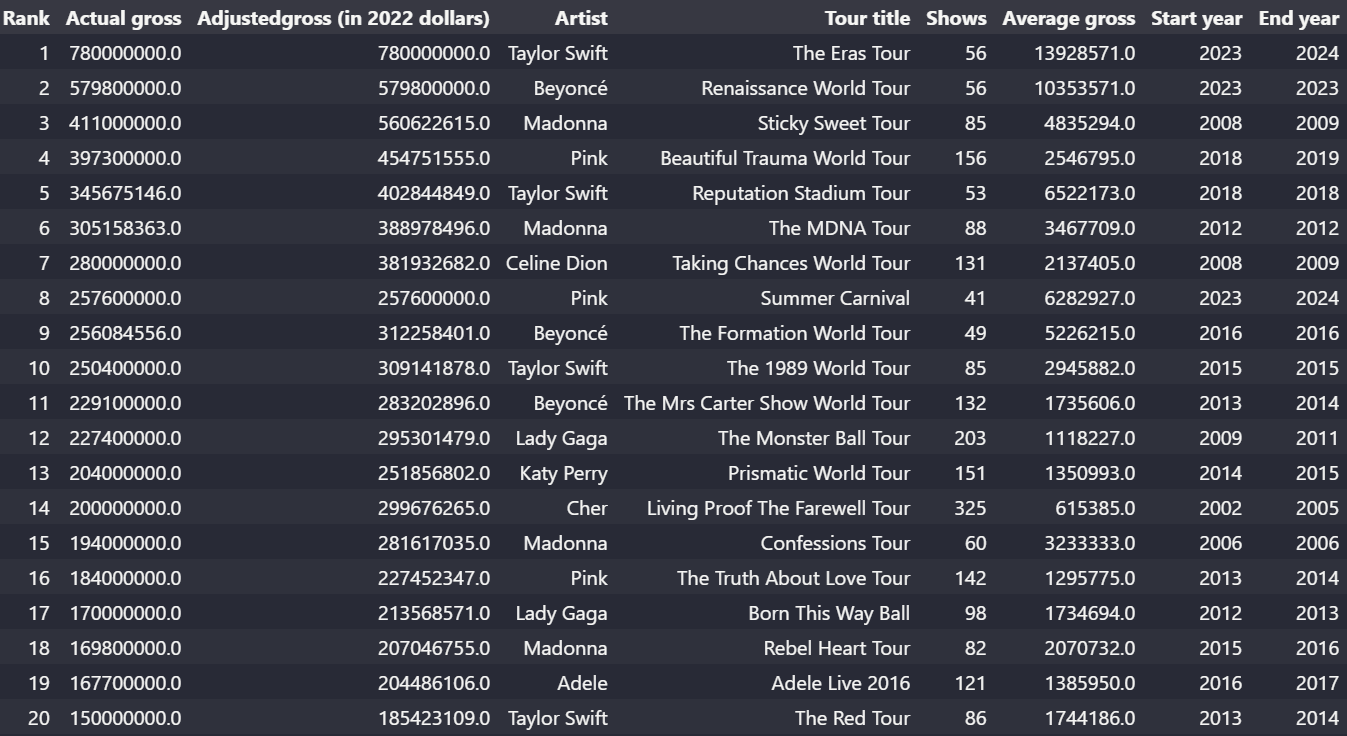 Rank Actual gross Adjustedgross (in 2022 dollars) Artist Tour title Shows Average gross Start year End year
1 780000000.0 780000000.0 Taylor Swift The Eras Tour 56 13928571.0 2023 2024
2 579800000.0 579800000.0 Beyoncé Renaissance World Tour 56 10353571.0 2023 2023
3 411000000.0 560622615.0 Madonna Sticky Sweet Tour 85 4835294.0 2008 2009
4 397300000.0 454751555.0 Pink Beautiful Trauma World Tour 156 2546795.0 2018 2019
5 345675146.0 402844849.0 Taylor Swift Reputation Stadium Tour 53 6522173.0 2018 2018
6 305158363.0 388978496.0 Madonna The MDNA Tour 88 3467709.0 2012 2012
7 280000000.0 381932682.0 Celine Dion Taking Chances World Tour 131 2137405.0 2008 2009
8 257600000.0 257600000.0 Pink Summer Carnival 41 6282927.0 2023 2024
9 256084556.0 312258401.0 Beyoncé The Formation World Tour 49 5226215.0 2016 2016
10 250400000.0 309141878.0 Taylor Swift The 1989 World Tour 85 2945882.0 2015 2015
11 229100000.0 283202896.0 Beyoncé The Mrs Carter Show World Tour 132 1735606.0 2013 2014
12 227400000.0 295301479.0 Lady Gaga The Monster Ball Tour 203 1118227.0 2009 2011
13 204000000.0 251856802.0 Katy Perry Prismatic World Tour 151 1350993.0 2014 2015
14 200000000.0 299676265.0 Cher Living Proof The Farewell Tour 325 615385.0 2002 2005
15 194000000.0 281617035.0 Madonna Confessions Tour 60 3233333.0 2006 2006
16 184000000.0 227452347.0 Pink The Truth About Love Tour 142 1295775.0 2013 2014
17 170000000.0 213568571.0 Lady Gaga Born This Way Ball 98 1734694.0 2012 2013
18 169800000.0 207046755.0 Madonna Rebel Heart Tour 82 2070732.0 2015 2016
19 167700000.0 204486106.0 Adele Adele Live 2016 121 1385950.0 2016 2017
20 150000000.0 185423109.0 Taylor Swift The Red Tour 86 1744186.0 2013 2014